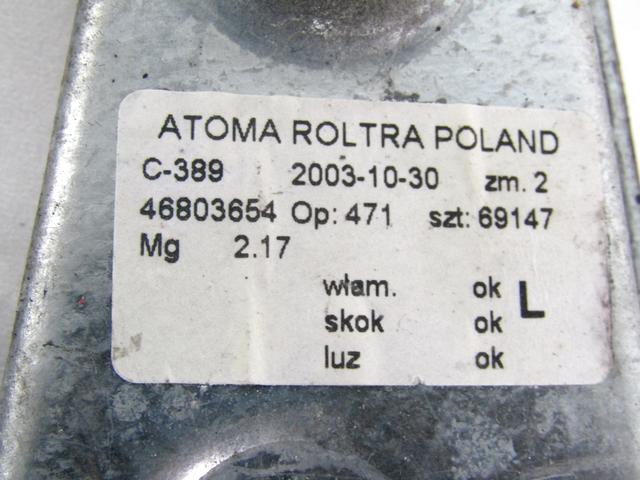 ATOMA ROLTRA POLAND
C-389 2003-10-30 zm. 2
46803654 Op: 471 szt: 69147
Mg 2.17
włam. ok L
skok ok
luz ok